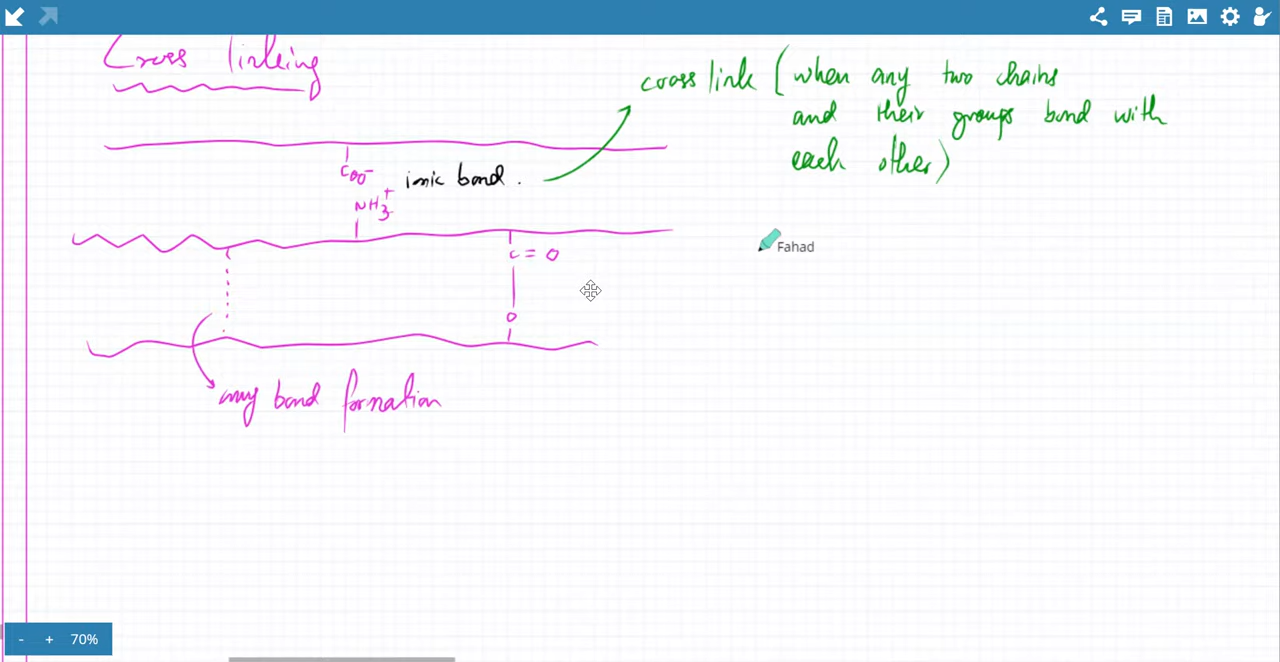 Cross linking
cross link (when any two chains
and their groups bond with
each other)
COO⁻
ionic bond.
NH₃⁺
C = O
Fahad
O
any bond formation
- + 70%